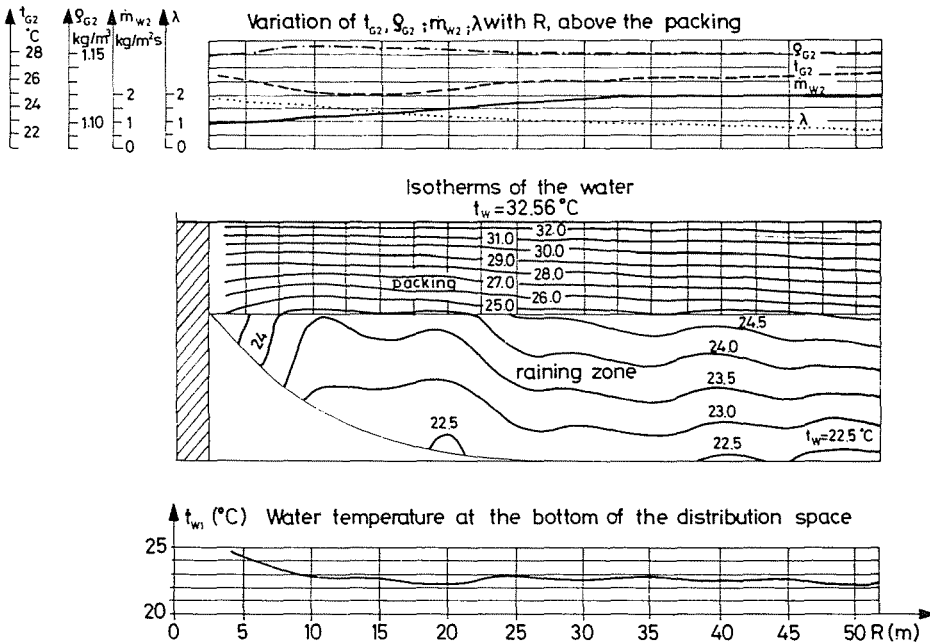 t_G2 ϱ_G2 ṁ_W2 λ Variation of t_G2, ϱ_G2; ṁ_W2; λ with R, above the packing
°C kg/m³ kg/m²s
28 1.15 ϱ_G2
26 t_G2
24 2 2 ṁ_W2
22 1.10 1 1 λ
0 0
Isotherms of the water
t_W=32.56 °C
32.0
31.0
30.0
29.0
28.0
packing 27.0
26.0
25.0
24.5
24
24.0
raining zone
23.5
23.0
22.5 22.5 t_W=22.5 °C
t_W1 (°C) Water temperature at the bottom of the distribution space
25
20
0 5 10 15 20 25 30 35 40 45 50 R(m)